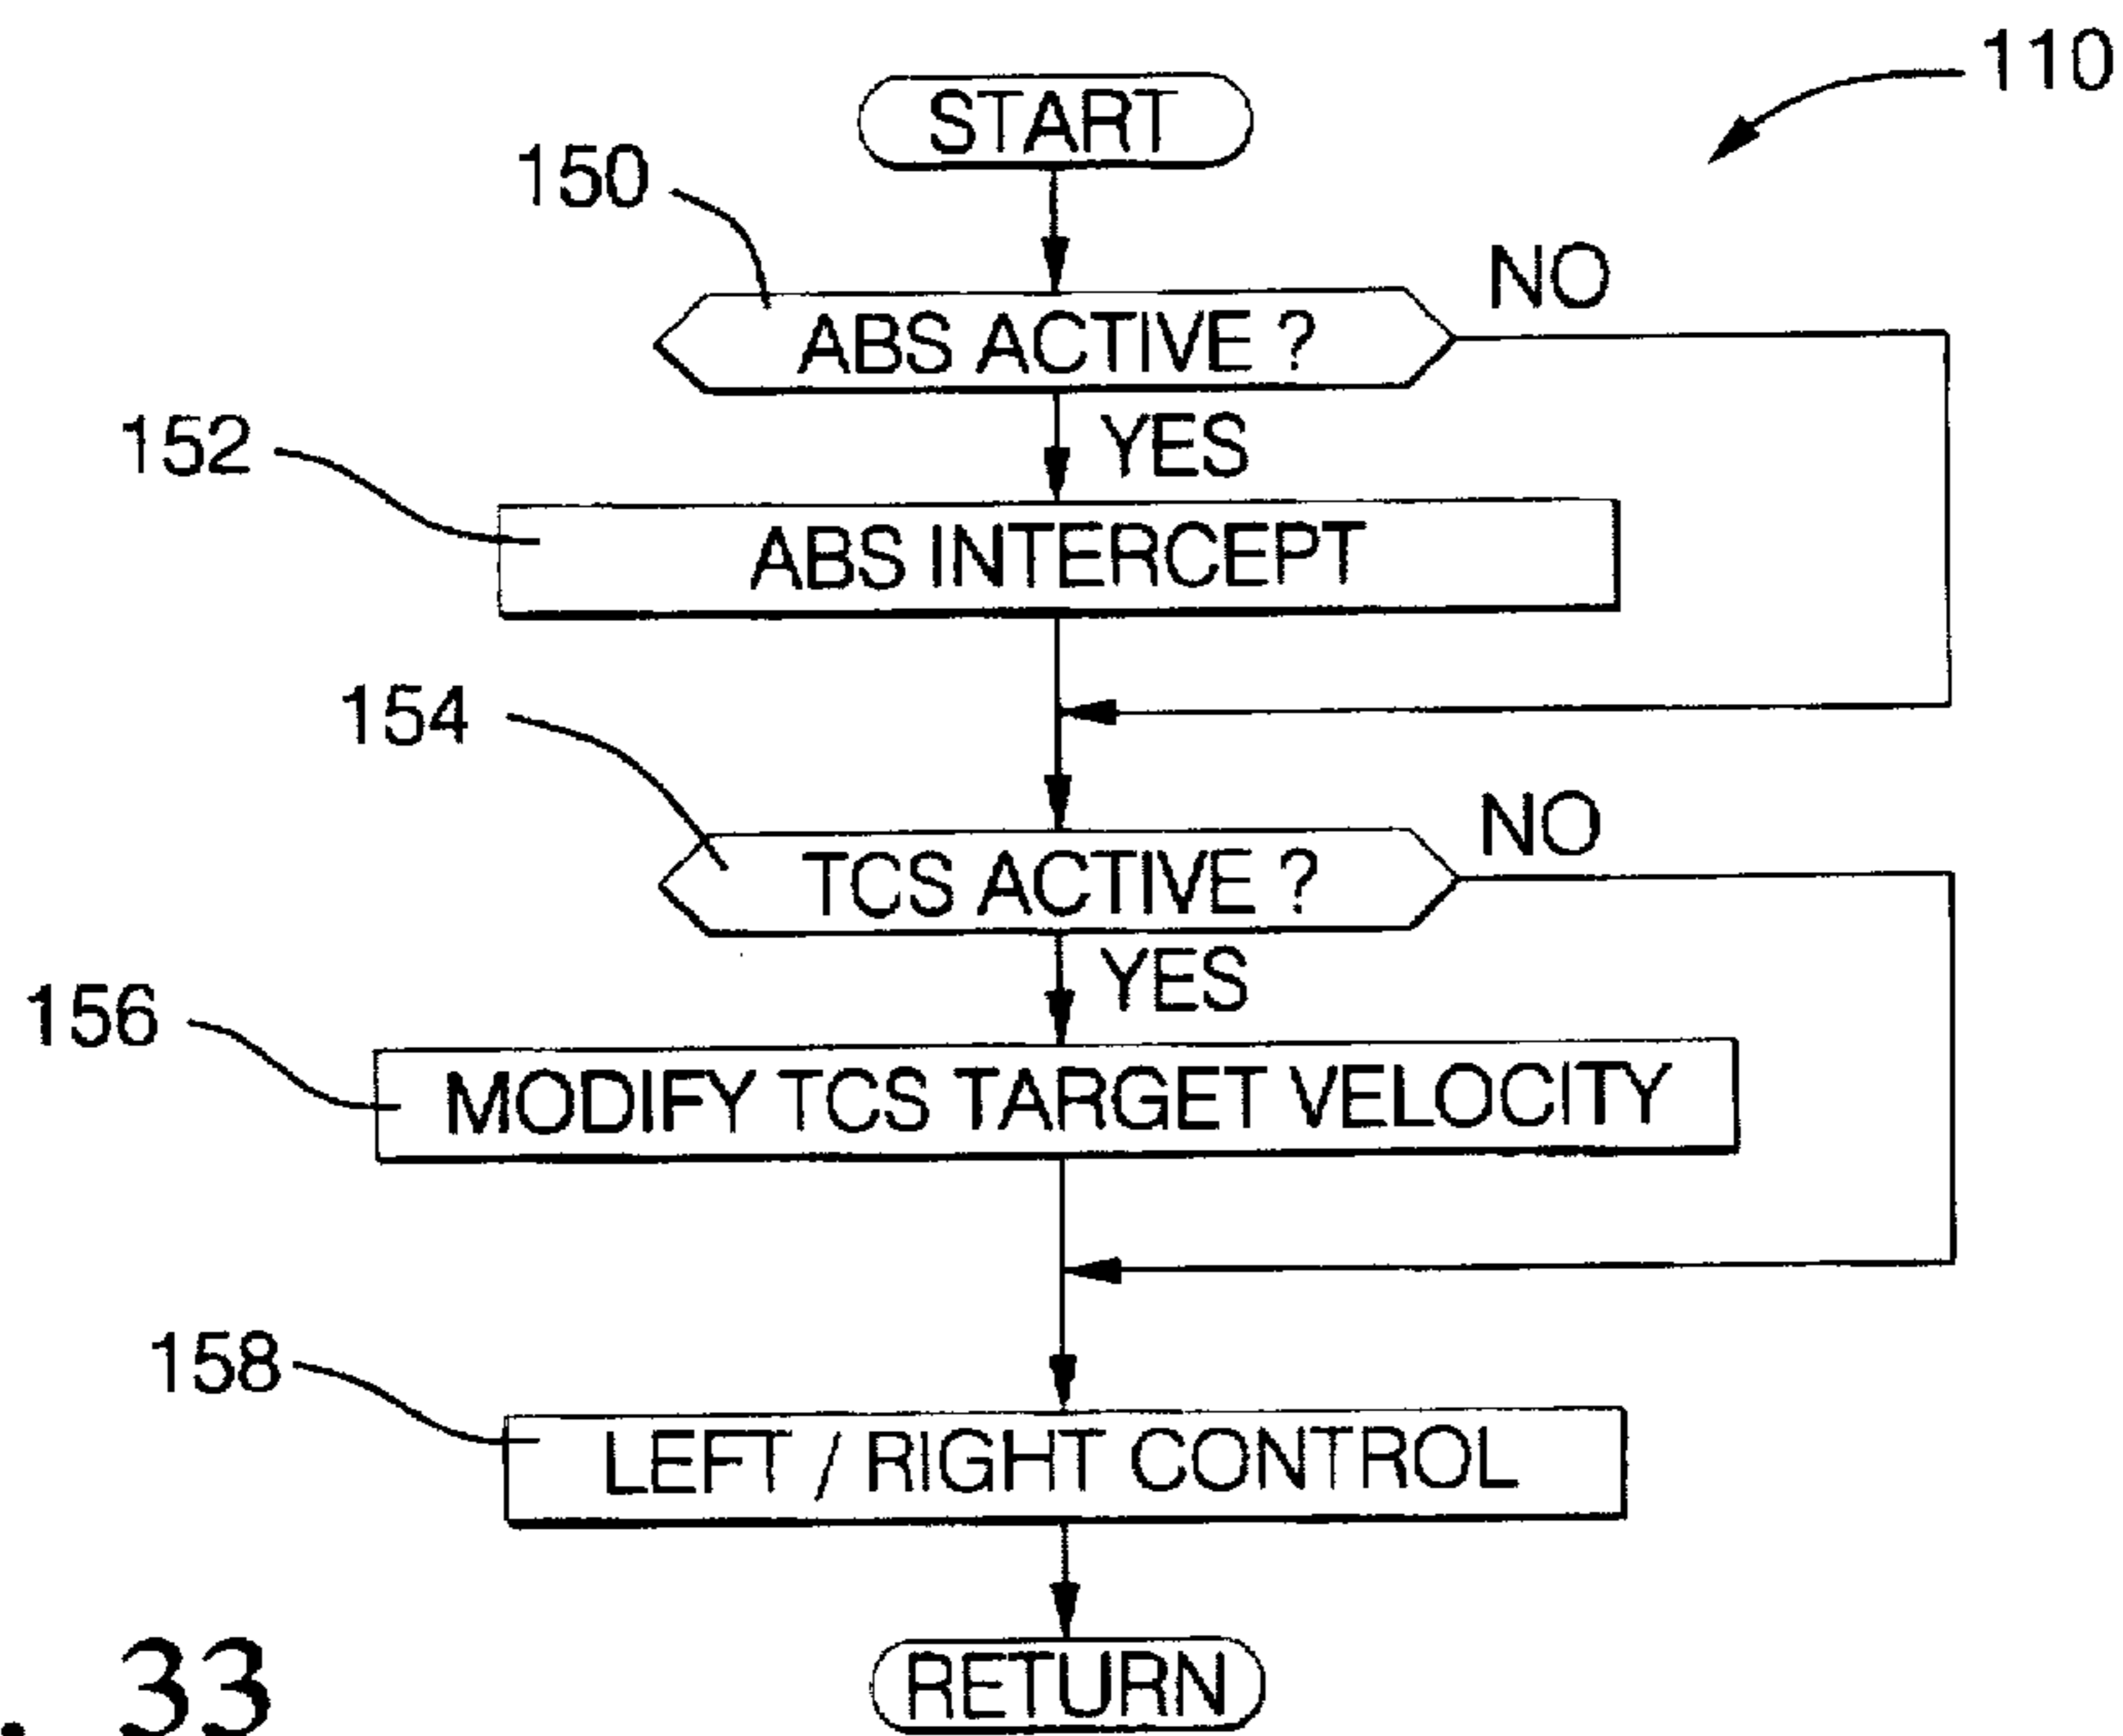 110
START
150
ABS ACTIVE ?
NO
YES
152
ABS INTERCEPT
154
TCS ACTIVE ?
NO
YES
156
MODIFY TCS TARGET VELOCITY
158
LEFT / RIGHT CONTROL
RETURN
. 33